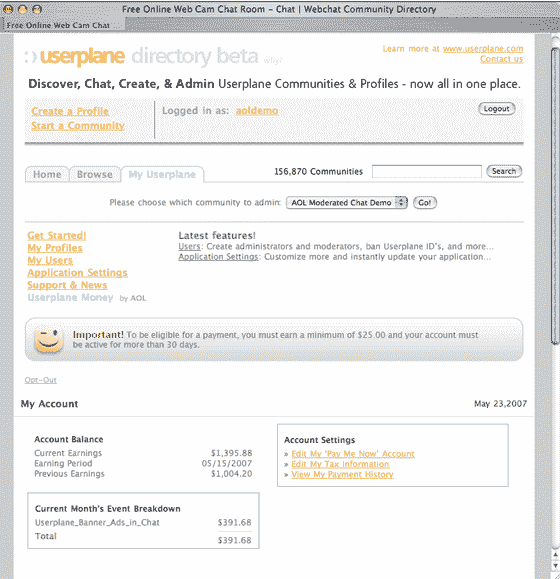 Free Online Web Cam Chat Room – Chat | Webchat Community Directory
Free Online Web Cam Chat ...
:) userplane directory beta why?
Learn more at www.userplane.com
Contact us
Discover, Chat, Create, & Admin Userplane Communities & Profiles - now all in one place.
Create a Profile
Start a Community
Logged in as: aoldemo
Logout
Home
Browse
My Userplane
156,870 Communities
Search
Please choose which community to admin: AOL Moderated Chat Demo Go!
Get Started!
My Profiles
My Users
Application Settings
Support & News
Userplane Money by AOL
Latest features!
Users: Create administrators and moderators, ban Userplane ID's, and more...
Application Settings: Customize more and instantly update your application...
Important! To be eligible for a payment, you must earn a minimum of $25.00 and your account must
be active for more than 30 days.
Opt-Out
My Account
May 23,2007
Account Balance
Current Earnings $1,395.88
Earning Period 05/15/2007
Previous Earnings $1,004.20
Account Settings
» Edit My 'Pay Me Now' Account
» Edit My Tax Information
» View My Payment History
Current Month's Event Breakdown
Userplane_Banner_Ads_in_Chat $391.68
Total $391.68